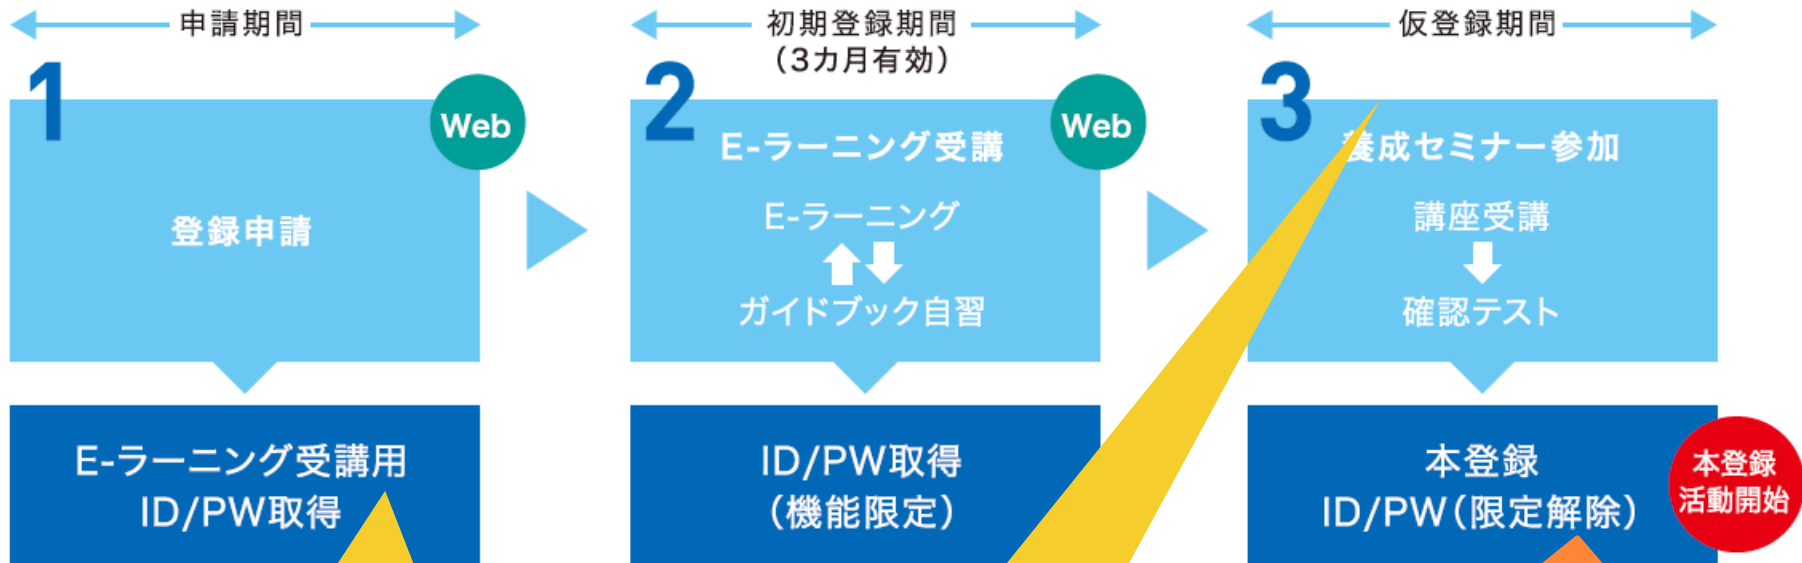 申請期間
1
Web
登録申請
E-ラーニング受講用
ID/PW取得
初期登録期間
(3カ月有効)
2
Web
E-ラーニング受講
E-ラーニング
ガイドブック自習
ID/PW取得
(機能限定)
仮登録期間
3
養成セミナー参加
講座受講
確認テスト
本登録
ID/PW(限定解除)
本登録
活動開始